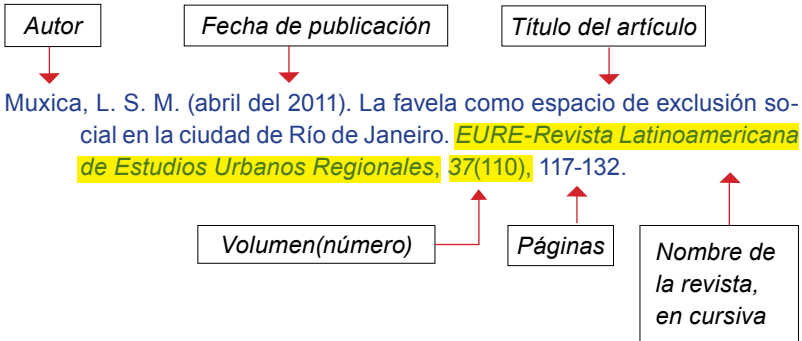 Autor
Fecha de publicación
Título del artículo
Muxica, L. S. M. (abril del 2011). La favela como espacio de exclusión so-
cial en la ciudad de Río de Janeiro. EURE-Revista Latinoamericana
de Estudios Urbanos Regionales, 37(110), 117-132.
Volumen(número)
Páginas
Nombre de
la revista,
en cursiva